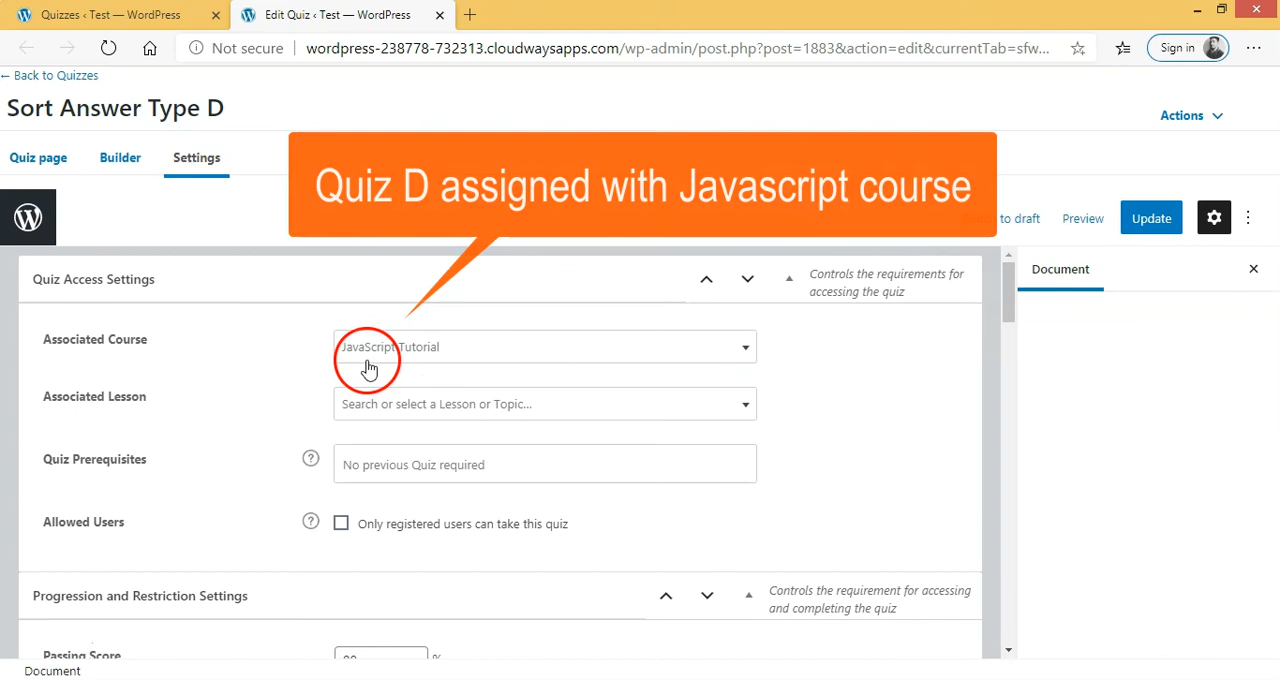 Quizzes ‹ Test — WordPress
Edit Quiz ‹ Test — WordPress
Not secure
wordpress-238778-732313.cloudwaysapps.com/wp-admin/post.php?post=1883&action=edit&currentTab=sfw...
Sign in
← Back to Quizzes
Sort Answer Type D
Actions
Quiz page
Builder
Settings
Quiz D assigned with Javascript course
to draft
Preview
Update
Quiz Access Settings
Controls the requirements for
accessing the quiz
Document
Associated Course
JavaScript Tutorial
Associated Lesson
Search or select a Lesson or Topic...
Quiz Prerequisites
?
No previous Quiz required
Allowed Users
?
Only registered users can take this quiz
Progression and Restriction Settings
Controls the requirement for accessing
and completing the quiz
Passing Score
%
Document